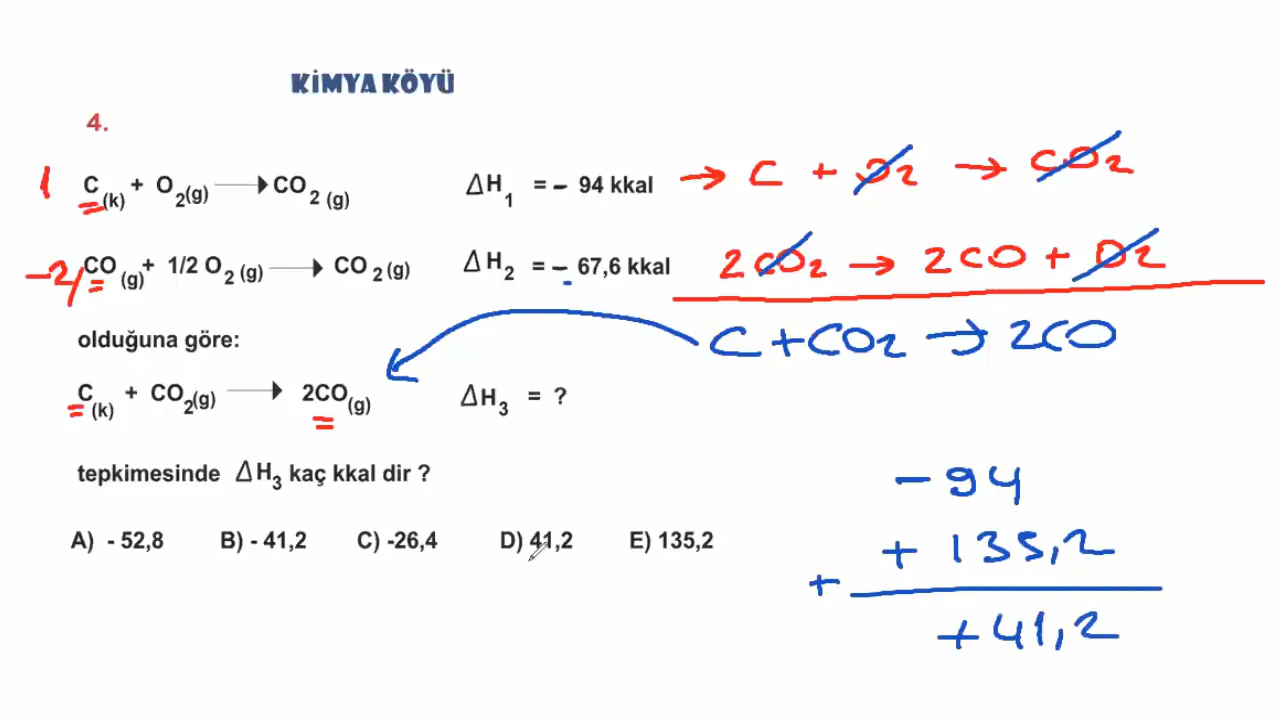 KİMYA KÖYÜ
4.
1 C(k) + O2(g) → CO2 (g) ΔH1 = – 94 kkal → C + O2 → CO2
-2/ CO (g) + 1/2 O2 (g) → CO2 (g) ΔH2 = – 67,6 kkal 2CO2 → 2CO + O2
C + CO2 → 2CO
olduğuna göre:
C(k) + CO2(g) → 2CO(g) ΔH3 = ?
tepkimesinde ΔH3 kaç kkal dir ?
A) - 52,8 B) - 41,2 C) -26,4 D) 41,2 E) 135,2
- 94
+ 135,2
+
+ 41,2